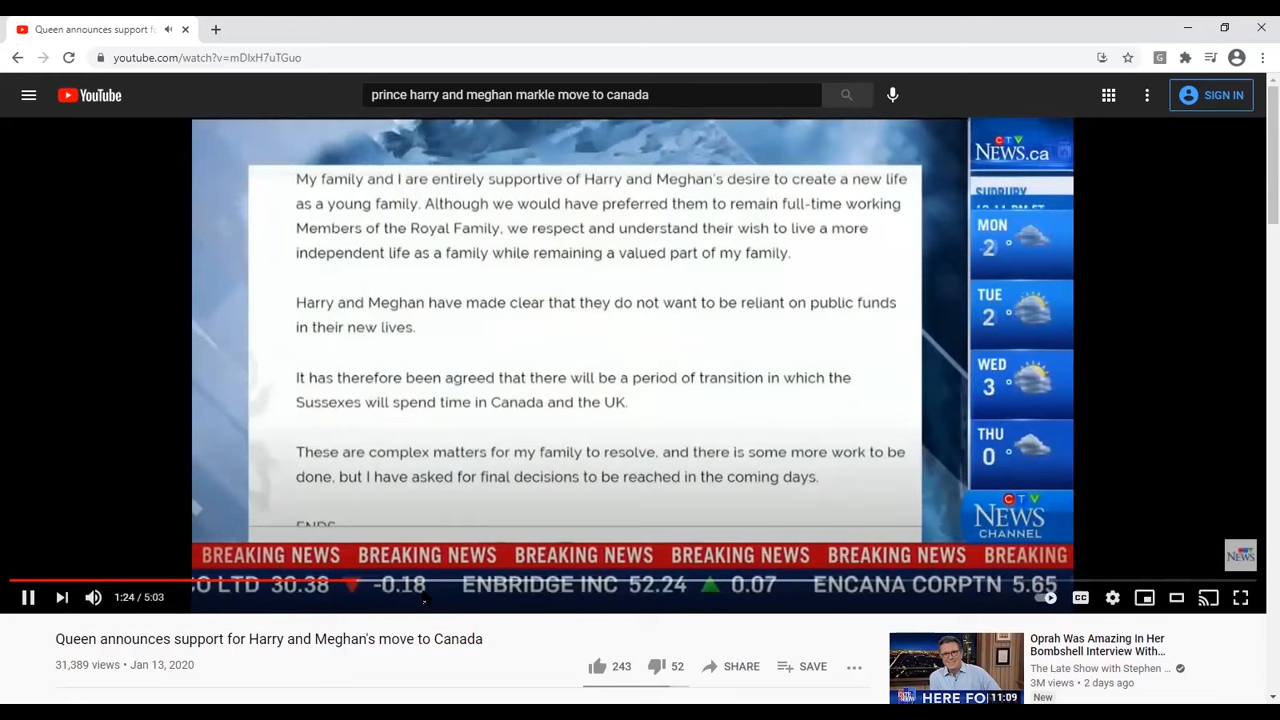 Queen announces support f
youtube.com/watch?v=mDlxH7uTGuo
YouTube
prince harry and meghan markle move to canada
SIGN IN
My family and I are entirely supportive of Harry and Meghan's desire to create a new life
as a young family. Although we would have preferred them to remain full-time working
Members of the Royal Family, we respect and understand their wish to live a more
independent life as a family while remaining a valued part of my family.
Harry and Meghan have made clear that they do not want to be reliant on public funds
in their new lives.
It has therefore been agreed that there will be a period of transition in which the
Sussexes will spend time in Canada and the UK.
These are complex matters for my family to resolve, and there is some more work to be
done, but I have asked for final decisions to be reached in the coming days.
ENDS
CTV
NEWS.ca
SUDBURY
MON
2°
TUE
2°
WED
3°
THU
0°
CTV
NEWS
CHANNEL
BREAKING NEWS BREAKING NEWS BREAKING NEWS BREAKING NEWS BREAKING NEWS BREAKING
CO LTD 30.38 -0.18 ENBRIDGE INC 52.24 0.07 ENCANA CORPTN 5.65
NEWS
1:24 / 5:03
CC
Queen announces support for Harry and Meghan's move to Canada
31,389 views • Jan 13, 2020
243
52
SHARE
SAVE
Oprah Was Amazing In Her
Bombshell Interview With...
The Late Show with Stephen ...
3M views • 2 days ago
New
HERE FO
11:09